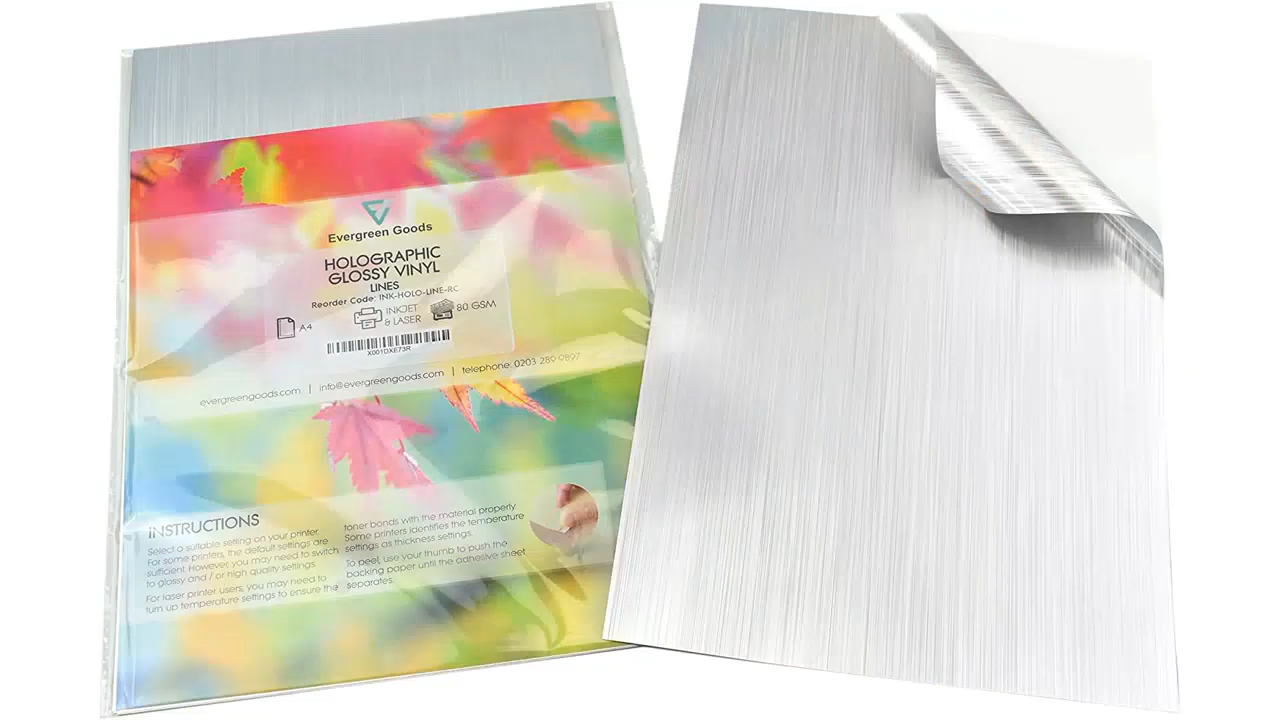 Evergreen Goods
HOLOGRAPHIC
GLOSSY VINYL
LINES
Reorder Code: INK-HOLO-LINE-RC
A4
INKJET
& LASER
80 GSM
X001DXE73R
evergreengoods.com | info@evergreengoods.com | telephone: 0203 289 9897
INSTRUCTIONS
Select a suitable setting on your printer.
For some printers, the default settings are
sufficient. However, you may need to switch
to glossy and / or high quality settings
For laser printer users, you may need to
turn up temperature settings to ensure the
toner bonds with the material properly.
Some printers identifies the temperature
settings as thickness settings.
To peel, use your thumb to push the
backing paper until the adhesive sheet
separates.